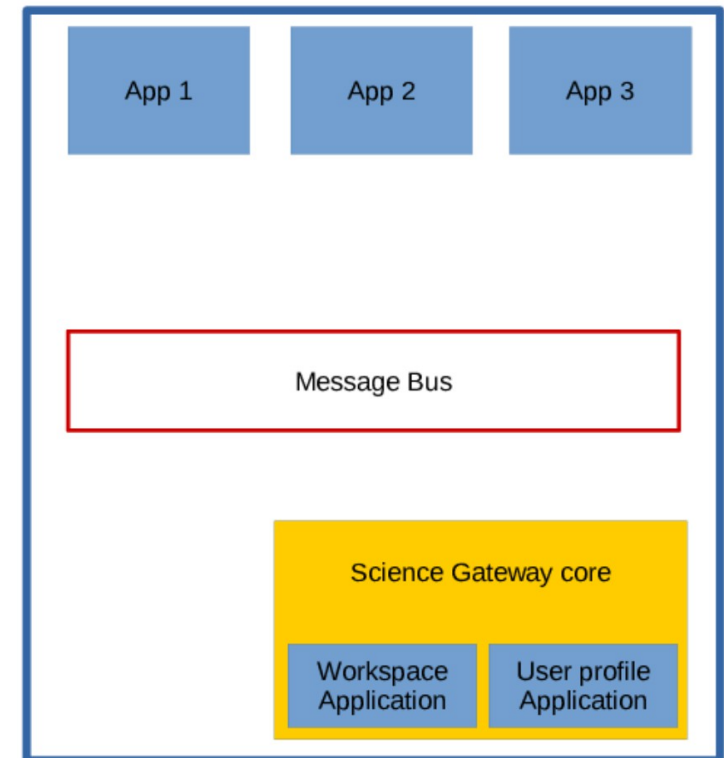 App 1
App 2
App 3
Message Bus
Science Gateway core
Workspace
Application
User profile
Application